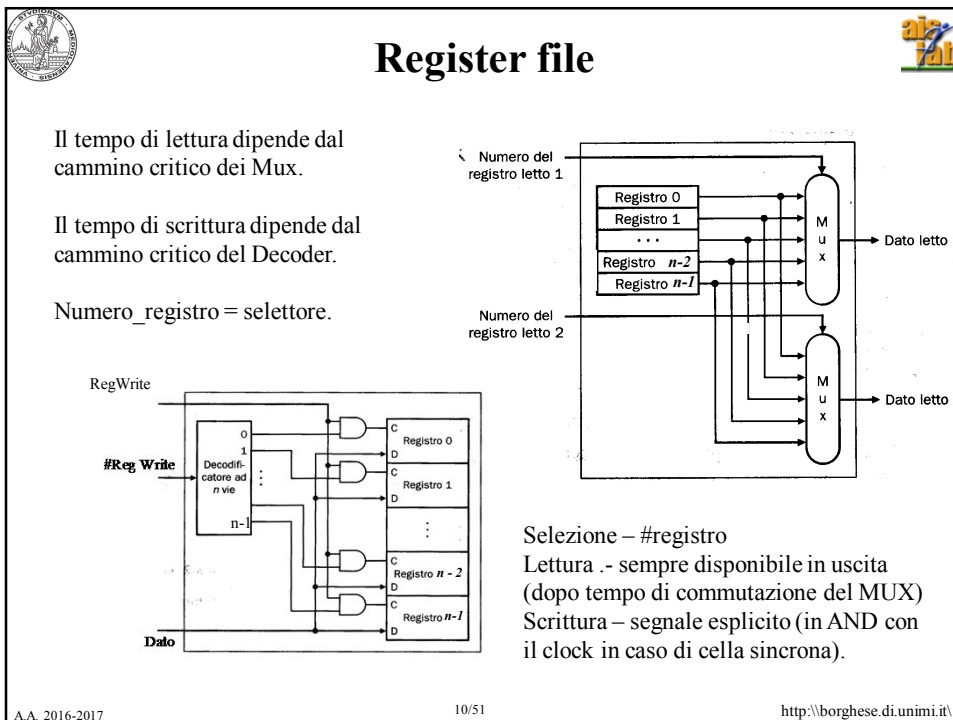 Register file
Il tempo di lettura dipende dal
cammino critico dei Mux.
Il tempo di scrittura dipende dal
cammino critico del Decoder.
Numero_registro = selettore.
Numero del
registro letto 1
Registro 0
Registro 1
. . .
Registro n-2
Registro n-1
Numero del
registro letto 2
M
u
x
Dato letto
M
u
x
Dato letto
RegWrite
#Reg Write
Decodifi-
catore ad
n vie
0
1
n-1
C
Registro 0
D
C
Registro 1
D
C
Registro n - 2
D
C
Registro n-1
D
Dato
Selezione – #registro
Lettura .- sempre disponibile in uscita
(dopo tempo di commutazione del MUX)
Scrittura – segnale esplicito (in AND con
il clock in caso di cella sincrona).
A.A. 2016-2017
10/51
http:\\borghese.di.unimi.it\